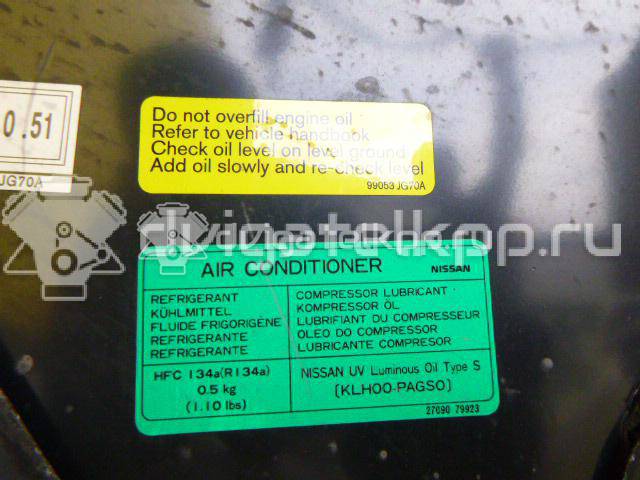 0.51
JG70A
Do not overfill engine oil
Refer to vehicle handbook
Check oil level on level ground
Add oil slowly and re-check level
99053 JG70A
dvigatelkontrakt.ru
AIR CONDITIONER NISSAN
REFRIGERANT
KÜHLMITTEL
FLUIDE FRIGORIGÈNE
REFRIGERANTE
REFRIGERANTE
COMPRESSOR LUBRICANT
KOMPRESSOR ÖL
LUBRIFIANT DU COMPRESSEUR
OLEO DO COMPRESOR
LUBRICANTE COMPRESOR
HFC 134a(R134a)
0.5 kg
(1.10 lbs)
NISSAN UV Luminous Oil Type S
(KLH00-PAGS0)
27090 79923